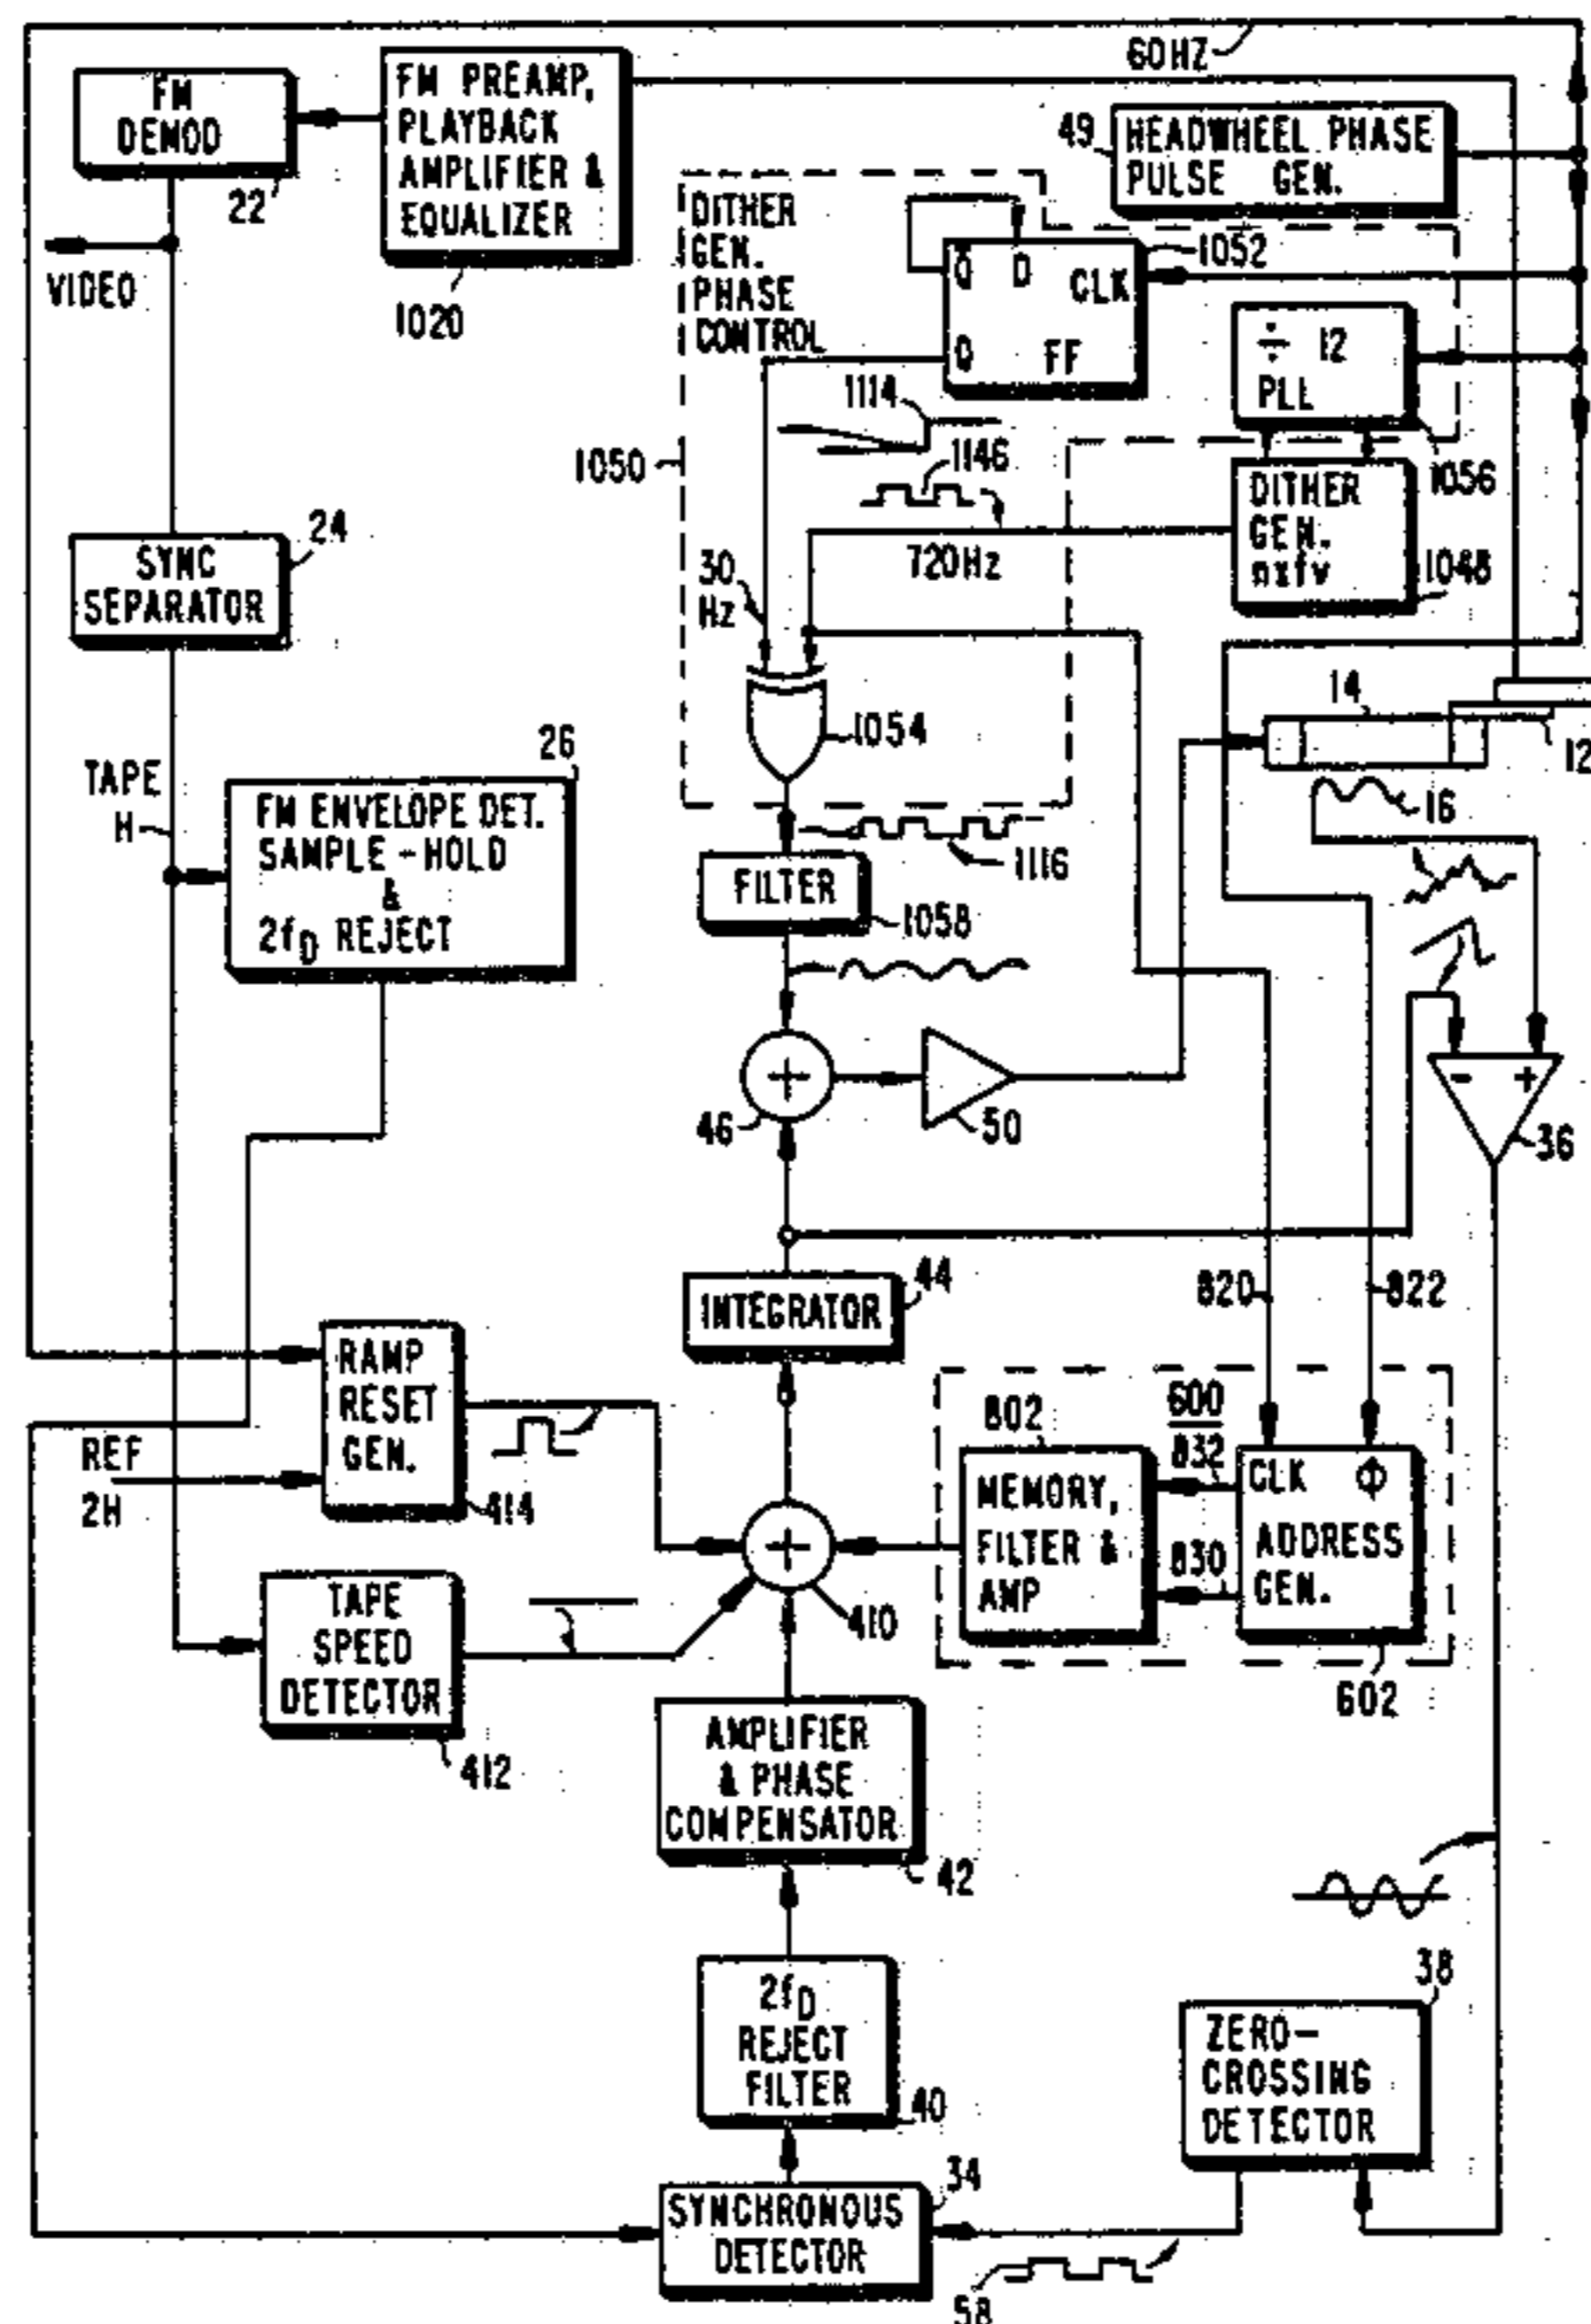 60HZ
FM
DEMOD
22
FM PREAMP,
PLAYBACK
AMPLIFIER &
EQUALIZER
1020
VIDEO
49
HEADWHEEL PHASE
PULSE GEN.
DITHER
GEN.
PHASE
CONTROL
Q̅ D
CLK
Q FF
1052
÷ 12
PLL
1056
1114
1146
1050
DITHER
GEN.
nxfv
1048
720Hz
30
Hz
24
SYNC
SEPARATOR
1054
14
12
16
TAPE
H
26
FM ENVELOPE DET.
SAMPLE-HOLD
&
2fD REJECT
1116
FILTER
1058
+
46
50
- +
36
820
822
INTEGRATOR
44
RAMP
RESET
GEN.
414
REF
2H
+
410
802
MEMORY,
FILTER &
AMP
600
832
830
CLK Φ
ADDRESS
GEN.
602
TAPE
SPEED
DETECTOR
412
AMPLIFIER
& PHASE
COMPENSATOR
42
2fD
REJECT
FILTER
40
38
ZERO-
CROSSING
DETECTOR
34
SYNCHRONOUS
DETECTOR
58